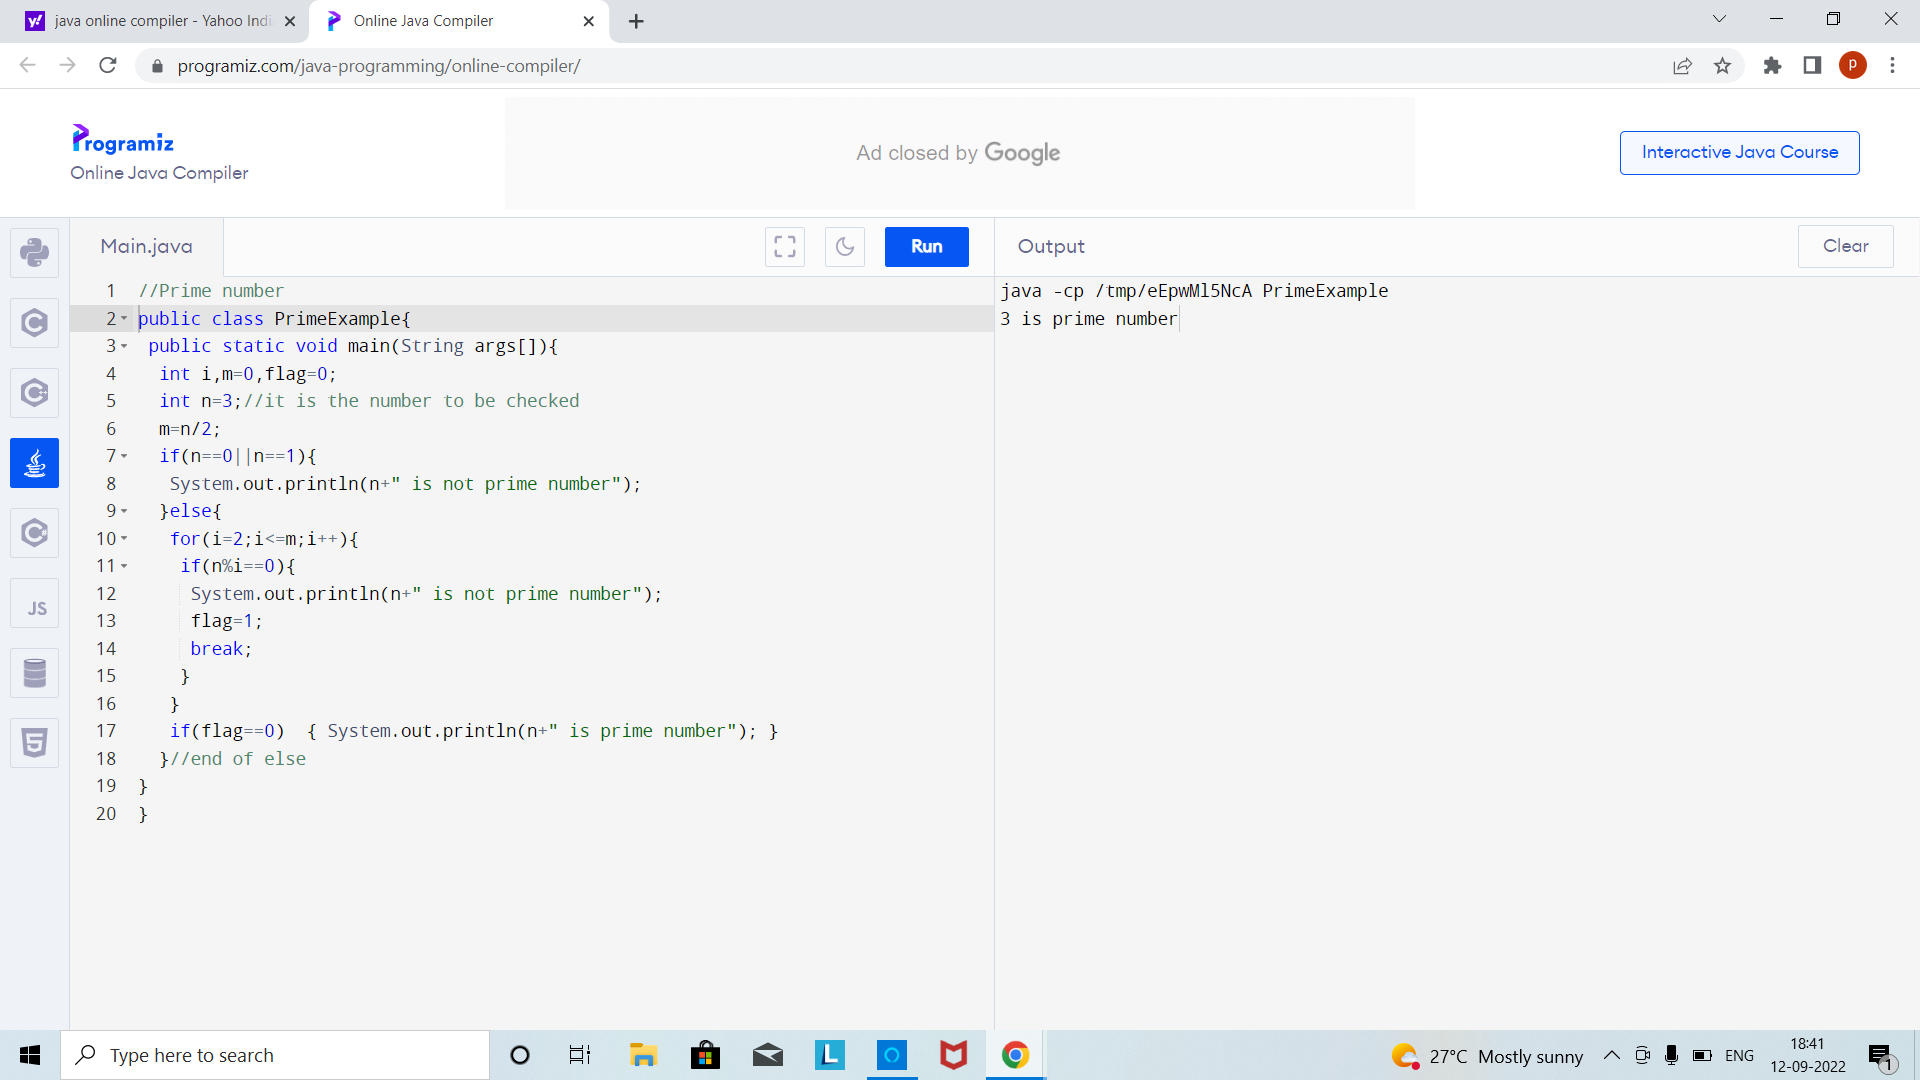 java online compiler - Yahoo Indi
Online Java Compiler
programiz.com/java-programming/online-compiler/
P
Programiz
Online Java Compiler
Ad closed by Google
Interactive Java Course
Main.java
Run
Output
Clear
1 //Prime number
2 public class PrimeExample{
3 public static void main(String args[]){
4 int i,m=0,flag=0;
5 int n=3;//it is the number to be checked
6 m=n/2;
7 if(n==0||n==1){
8 System.out.println(n+" is not prime number");
9 }else{
10 for(i=2;i<=m;i++){
11 if(n%i==0){
12 System.out.println(n+" is not prime number");
13 flag=1;
14 break;
15 }
16 }
17 if(flag==0)  { System.out.println(n+" is prime number"); }
18 }//end of else
19 }
20 }
java -cp /tmp/eEpwMl5NcA PrimeExample
3 is prime number
JS
Type here to search
L
27°C Mostly sunny
ENG
18:41
12-09-2022
1